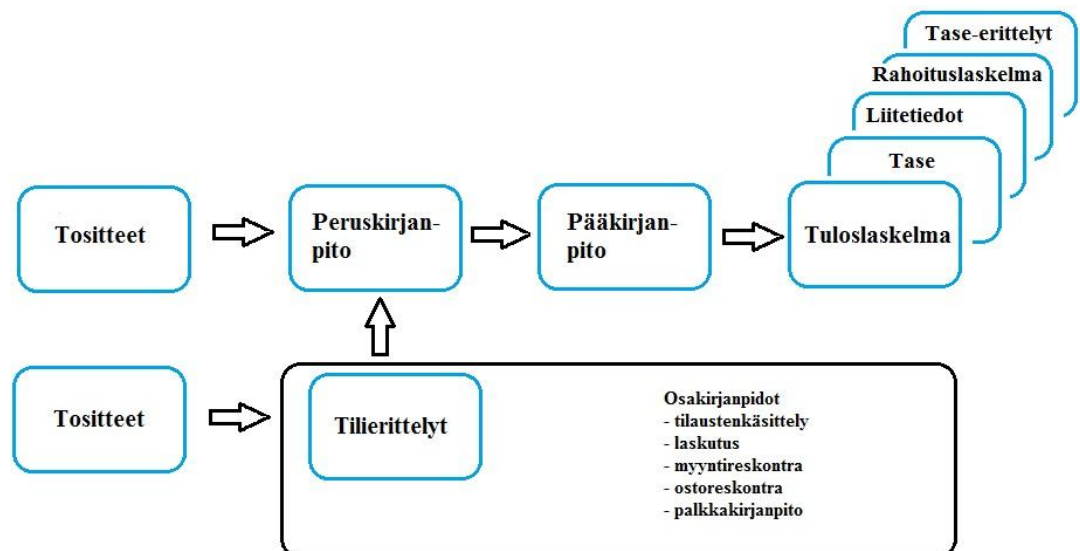 Tase-erittelyt
Rahoituslaskelma
Liitetiedot
Tase
Tositteet
Peruskirjan-
pito
Pääkirjan-
pito
Tuloslaskelma
Tositteet
Tilierittelyt
Osakirjanpidot
- tilaustenkäsittely
- laskutus
- myyntireskontra
- ostoreskontra
- palkkakirjanpito